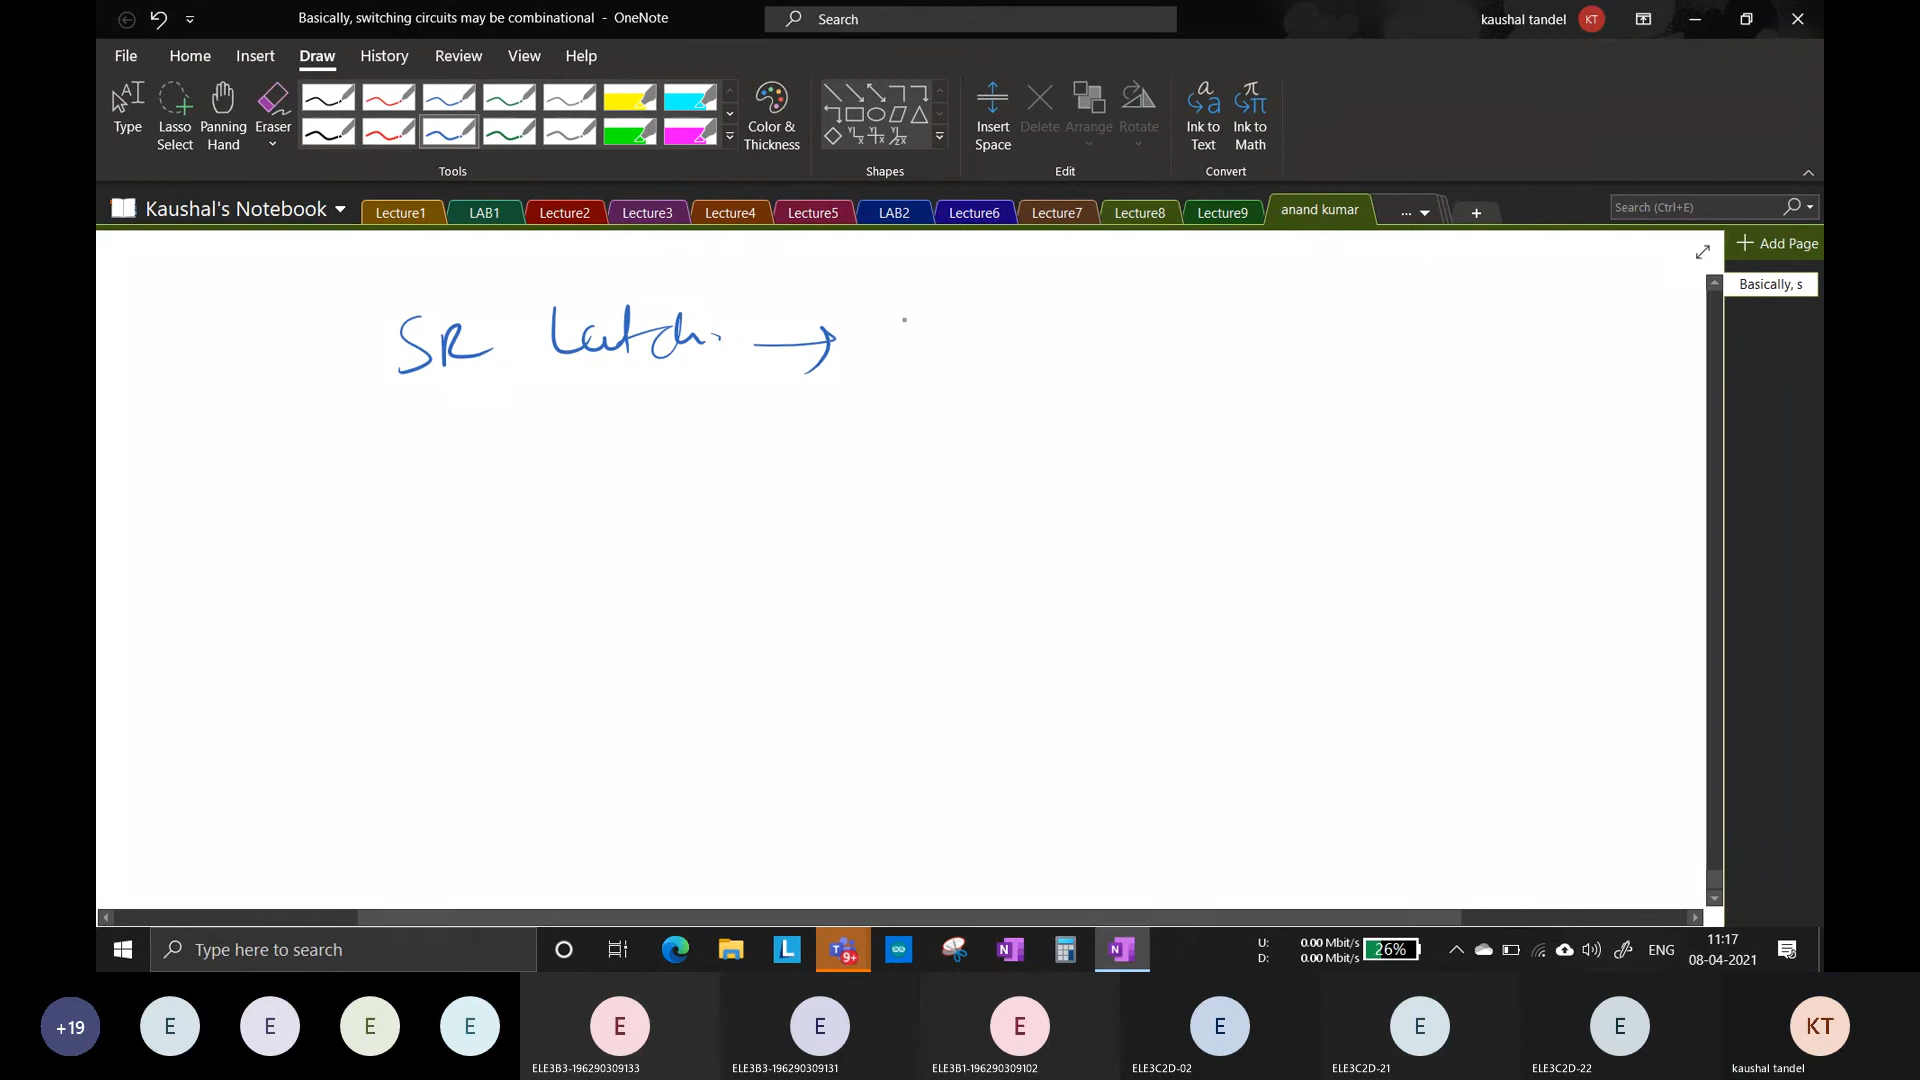 Basically, switching circuits may be combinational - OneNote
Search
kaushal tandel
KT
File Home Insert Draw History Review View Help
Type
Lasso Select
Panning Hand
Eraser
Color & Thickness
Insert Space
Delete
Arrange
Rotate
Ink to Text
Ink to Math
Tools
Shapes
Edit
Convert
Kaushal's Notebook
Lecture1 LAB1 Lecture2 Lecture3 Lecture4 Lecture5 LAB2 Lecture6 Lecture7 Lecture8 Lecture9 anand kumar ... +
Search (Ctrl+E)
Add Page
Basically, s
SR Latch →
Type here to search
9+
U: 0.00 Mbit/s
D: 0.00 Mbit/s
26%
ENG
11:17
08-04-2021
+19 E E E E E E E E E E KT
ELE3B3-196290309133 ELE3B3-196290309131 ELE3B1-196290309102 ELE3C2D-02 ELE3C2D-21 ELE3C2D-22 kaushal tandel